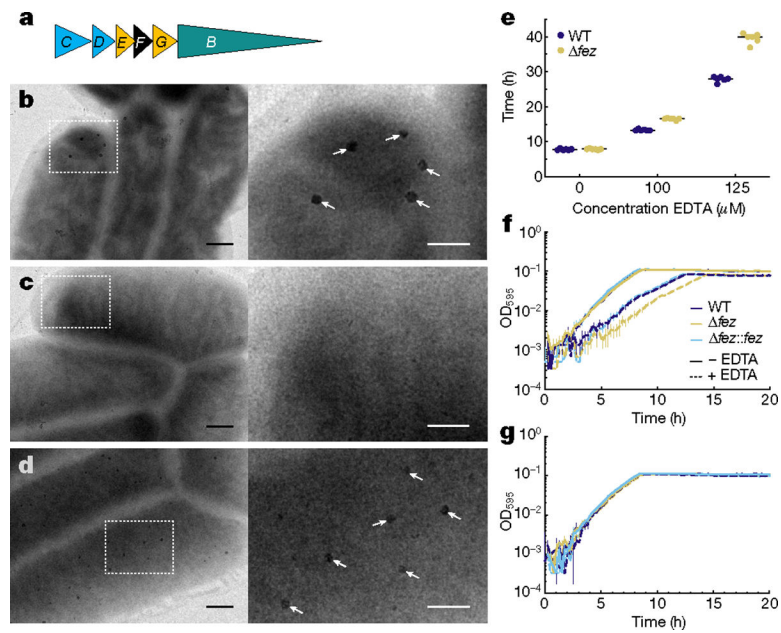 a
C D E F G B
b
c
d
e
WT
Δfez
Time (h)
40
30
20
10
0
0 100 125
Concentration EDTA (μM)
f
OD595
10⁰
10⁻¹
10⁻²
10⁻³
10⁻⁴
WT
Δfez
Δfez::fez
− EDTA
+ EDTA
0 5 10 15 20
Time (h)
g
OD595
10⁰
10⁻¹
10⁻²
10⁻³
10⁻⁴
0 5 10 15 20
Time (h)